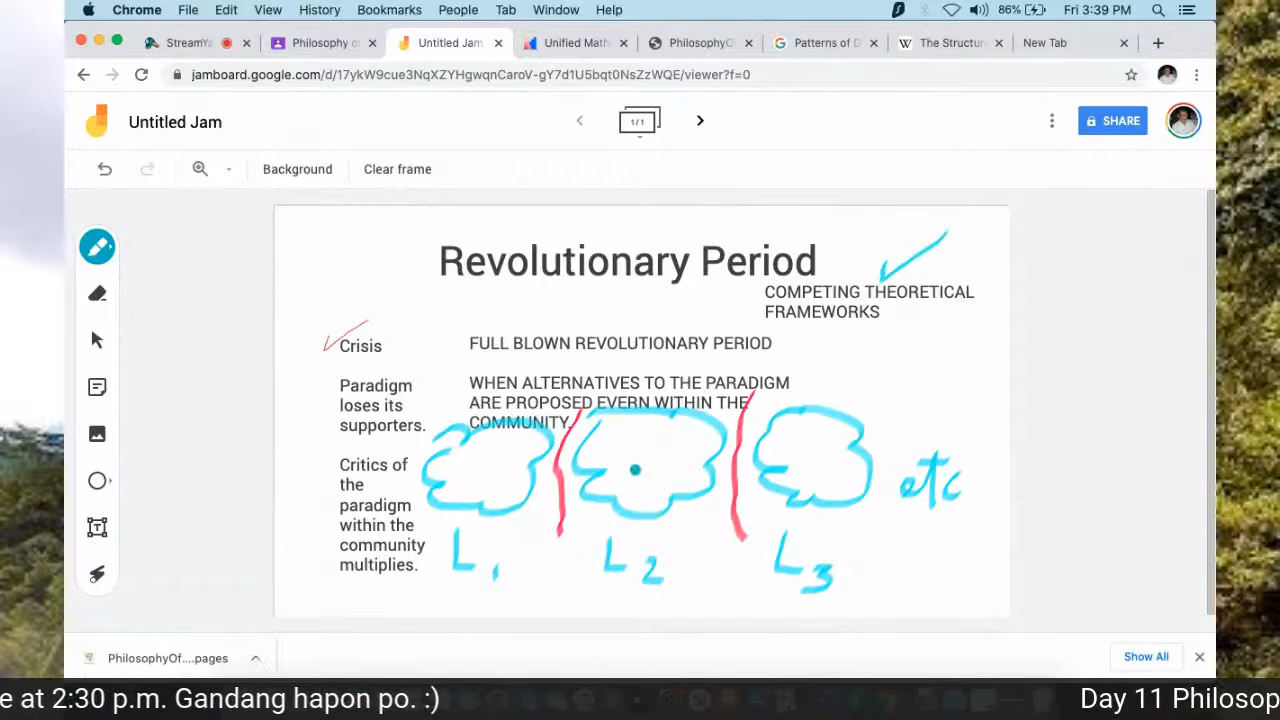 Chrome File Edit View History Bookmarks People Tab Window Help 86% Fri 3:39 PM
StreamYa Philosophy o Untitled Jam Unified Math PhilosophyO Patterns of D The Structur New Tab
jamboard.google.com/d/17ykW9cue3NqXZYHgwqnCaroV-gY7d1U5bqt0NsZzWQE/viewer?f=0
Untitled Jam
1/1
SHARE
Background Clear frame
Revolutionary Period
COMPETING THEORETICAL
FRAMEWORKS
Crisis
FULL BLOWN REVOLUTIONARY PERIOD
Paradigm
loses its
supporters.
WHEN ALTERNATIVES TO THE PARADIGM
ARE PROPOSED EVERN WITHIN THE
COMMUNITY.
Critics of
the
paradigm
within the
community
multiplies.
etc
L1 L2 L3
PhilosophyOf....pages
Show All
e at 2:30 p.m. Gandang hapon po. :) Day 11 Philosop